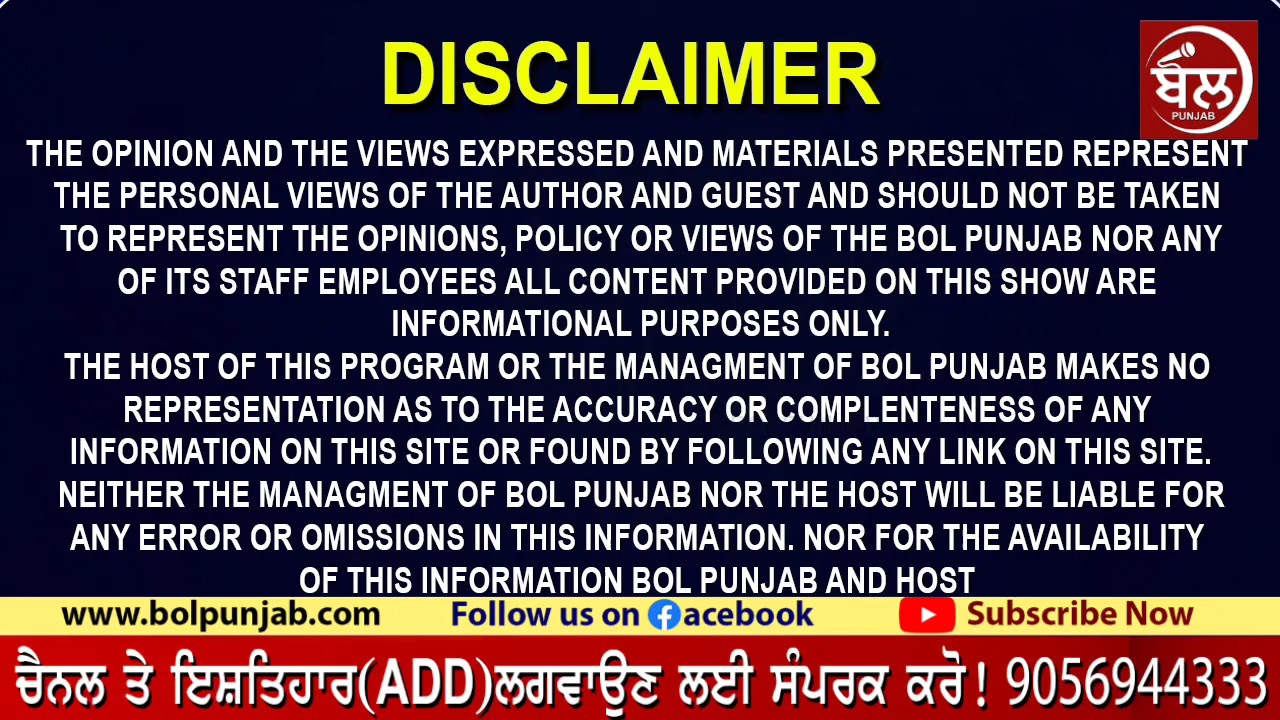 DISCLAIMER
ਬੋਲ
PUNJAB
THE OPINION AND THE VIEWS EXPRESSED AND MATERIALS PRESENTED REPRESENT
THE PERSONAL VIEWS OF THE AUTHOR AND GUEST AND SHOULD NOT BE TAKEN
TO REPRESENT THE OPINIONS, POLICY OR VIEWS OF THE BOL PUNJAB NOR ANY
OF ITS STAFF EMPLOYEES ALL CONTENT PROVIDED ON THIS SHOW ARE
INFORMATIONAL PURPOSES ONLY.
THE HOST OF THIS PROGRAM OR THE MANAGMENT OF BOL PUNJAB MAKES NO
REPRESENTATION AS TO THE ACCURACY OR COMPLENTENESS OF ANY
INFORMATION ON THIS SITE OR FOUND BY FOLLOWING ANY LINK ON THIS SITE.
NEITHER THE MANAGMENT OF BOL PUNJAB NOR THE HOST WILL BE LIABLE FOR
ANY ERROR OR OMISSIONS IN THIS INFORMATION. NOR FOR THE AVAILABILITY
OF THIS INFORMATION BOL PUNJAB AND HOST
www.bolpunjab.com Follow us on facebook Subscribe Now
ਚੈਨਲ ਤੇ ਇਸ਼ਤਿਹਾਰ(ADD)ਲਗਵਾਉਣ ਲਈ ਸੰਪਰਕ ਕਰੋ! 9056944333